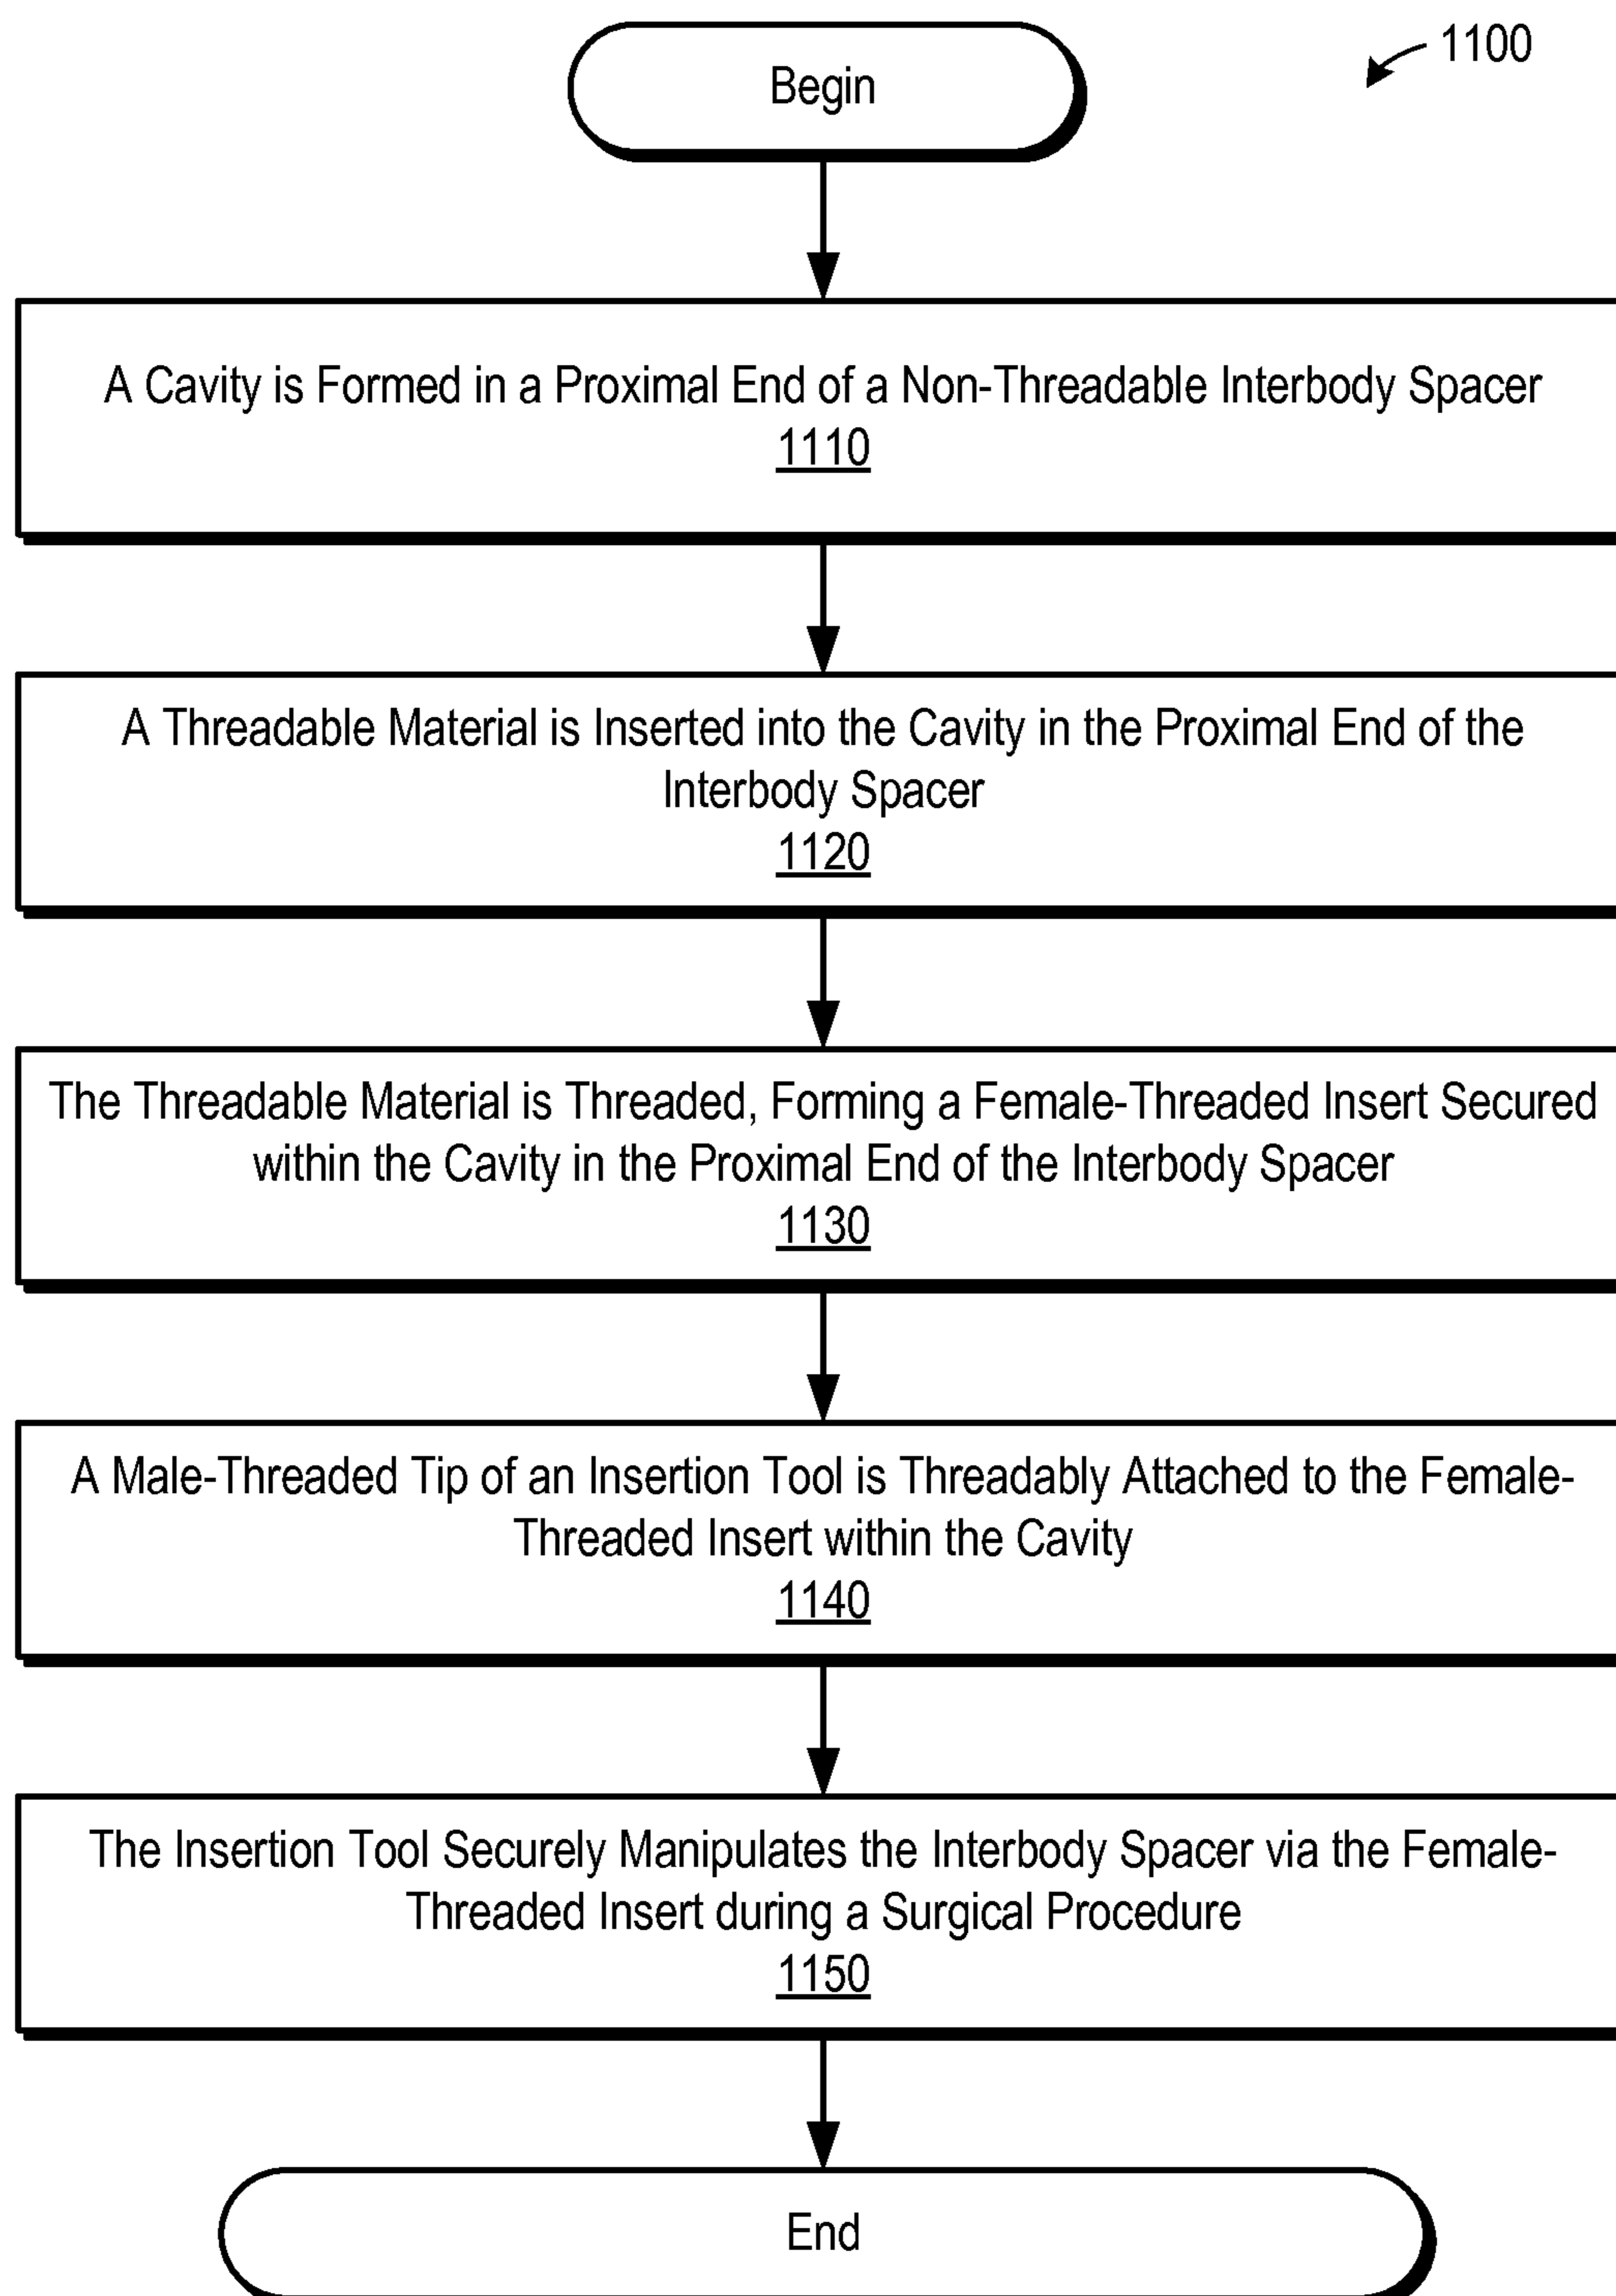 Begin
1100
A Cavity is Formed in a Proximal End of a Non-Threadable Interbody Spacer
1110
A Threadable Material is Inserted into the Cavity in the Proximal End of the
Interbody Spacer
1120
The Threadable Material is Threaded, Forming a Female-Threaded Insert Secured
within the Cavity in the Proximal End of the Interbody Spacer
1130
A Male-Threaded Tip of an Insertion Tool is Threadably Attached to the Female-
Threaded Insert within the Cavity
1140
The Insertion Tool Securely Manipulates the Interbody Spacer via the Female-
Threaded Insert during a Surgical Procedure
1150
End